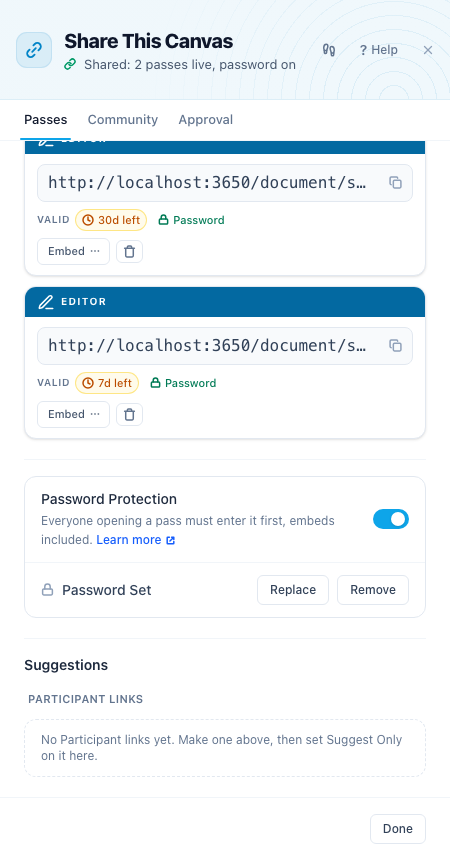 Share This Canvas
Shared: 2 passes live, password on
? Help
Passes
Community
Approval
EDITOR
http://localhost:3650/document/s…
VALID
30d left
Password
Embed ···
EDITOR
http://localhost:3650/document/s…
VALID
7d left
Password
Embed ···
Password Protection
Everyone opening a pass must enter it first, embeds
included. Learn more
Password Set
Replace
Remove
Suggestions
PARTICIPANT LINKS
No Participant links yet. Make one above, then set Suggest Only
on it here.
Done